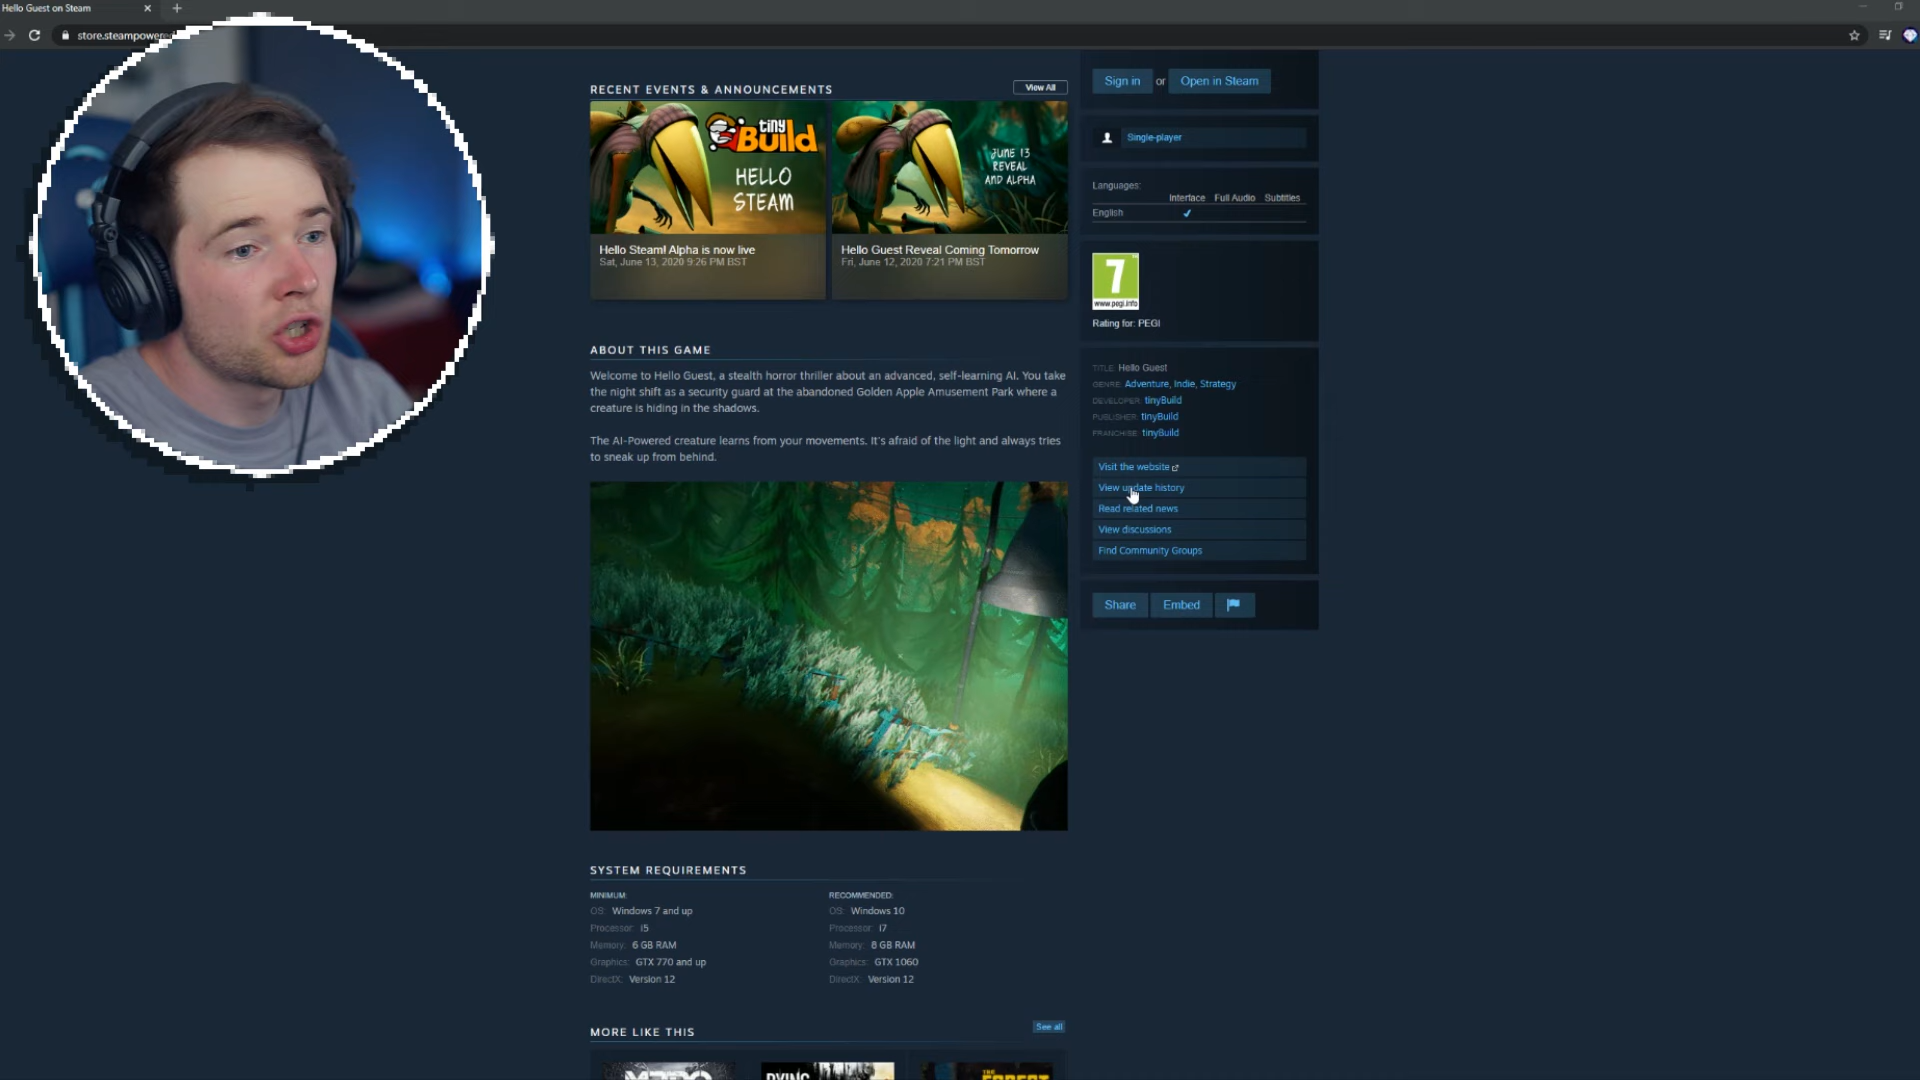 Hello Guest on Steam
store.steampowere
RECENT EVENTS & ANNOUNCEMENTS
View All
tiny
Build
HELLO
STEAM
JUNE 13
REVEAL
AND ALPHA
Hello Steam! Alpha is now live
Sat, June 13, 2020 9:26 PM BST
Hello Guest Reveal Coming Tomorrow
Fri, June 12, 2020 7:21 PM BST
ABOUT THIS GAME
Welcome to Hello Guest, a stealth horror thriller about an advanced, self-learning AI. You take
the night shift as a security guard at the abandoned Golden Apple Amusement Park where a
creature is hiding in the shadows.
The AI-Powered creature learns from your movements. It's afraid of the light and always tries
to sneak up from behind.
SYSTEM REQUIREMENTS
MINIMUM:
OS: Windows 7 and up
Processor: i5
Memory: 6 GB RAM
Graphics: GTX 770 and up
DirectX: Version 12
RECOMMENDED:
OS: Windows 10
Processor: i7
Memory: 8 GB RAM
Graphics: GTX 1060
DirectX: Version 12
MORE LIKE THIS
See all
METRO
DYING
THE
FOREST
Sign in or Open in Steam
Single-player
Languages:
Interface Full Audio Subtitles
English
7
www.pegi.info
Rating for: PEGI
TITLE: Hello Guest
GENRE: Adventure, Indie, Strategy
DEVELOPER: tinyBuild
PUBLISHER: tinyBuild
FRANCHISE: tinyBuild
Visit the website
View update history
Read related news
View discussions
Find Community Groups
Share Embed